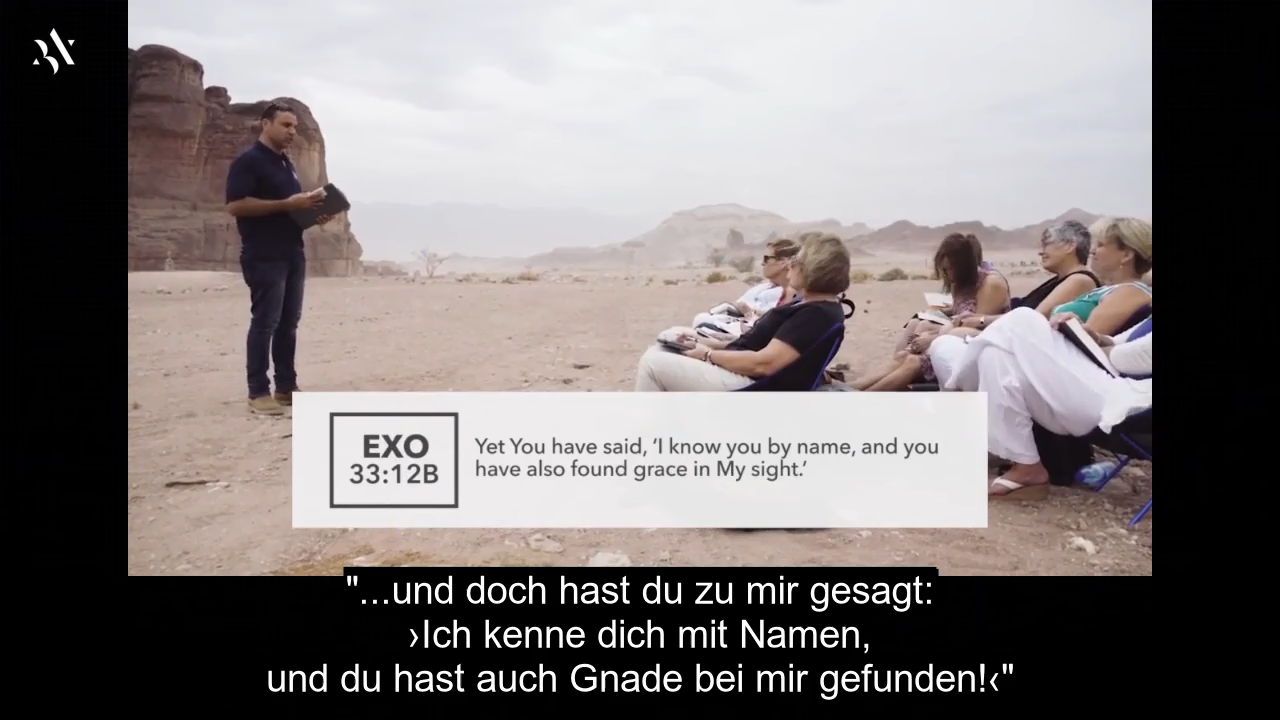 EXO
33:12B
Yet You have said, ‘I know you by name, and you
have also found grace in My sight.’
"...und doch hast du zu mir gesagt:
›Ich kenne dich mit Namen,
und du hast auch Gnade bei mir gefunden!‹"